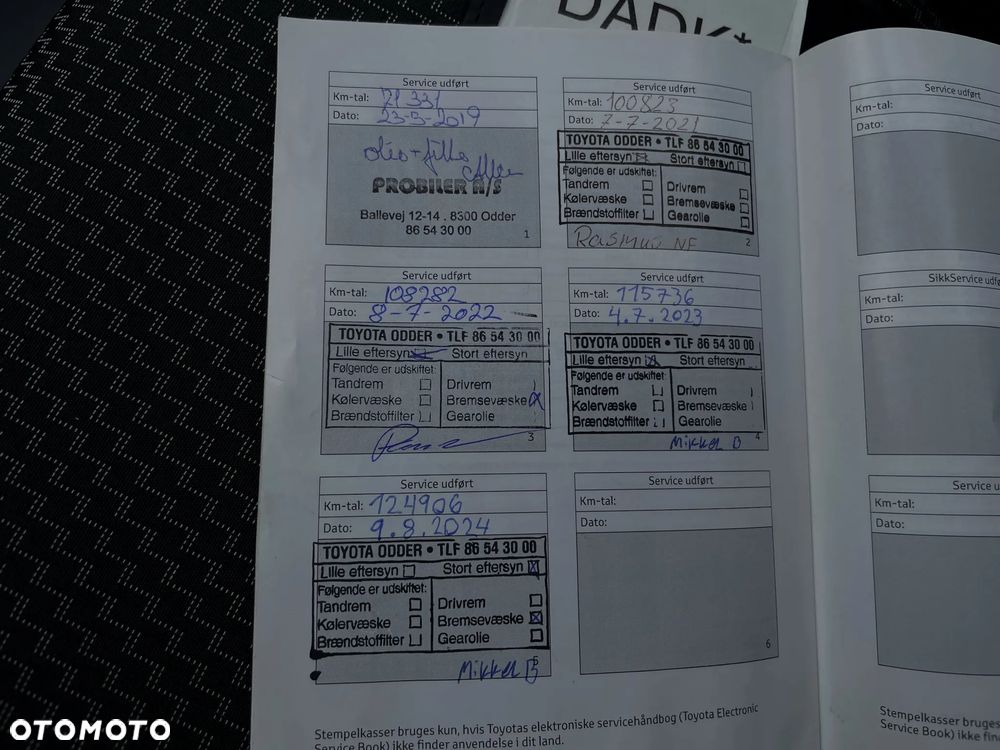 DADK*
Service udført
Km-tal: 71331
Dato: 23-5-2019
olie + filter
PROBILER A/S
Ballevej 12-14 . 8300 Odder
86 54 30 00
1
Service udført
Km-tal: 100823
Dato: 7-7-2021
TOYOTA ODDER • TLF 86 54 30 00
Lille eftersyn Stort eftersyn
Følgende er udskiftet:
Tandrem Drivrem
Kølervæske Bremsevæske
Brændstoffilter Gearolie
Rasmus NF
2
Service udført
Km-tal: 108282
Dato: 8-7-2022
TOYOTA ODDER • TLF 86 54 30 00
Lille eftersyn Stort eftersyn
Følgende er udskiftet:
Tandrem Drivrem
Kølervæske Bremsevæske
Brændstoffilter Gearolie
3
Service udført
Km-tal: 115736
Dato: 4.7.2023
TOYOTA ODDER • TLF 86 54 30 00
Lille eftersyn Stort eftersyn
Følgende er udskiftet:
Tandrem Drivrem
Kølervæske Bremsevæske
Brændstoffilter Gearolie
Mikkel B
4
Service udført
Km-tal: 124906
Dato: 9.8.2024
TOYOTA ODDER • TLF 86 54 30 00
Lille eftersyn Stort eftersyn
Følgende er udskiftet:
Tandrem Drivrem
Kølervæske Bremsevæske
Brændstoffilter Gearolie
Mikkel B
5
Service udført
Km-tal:
Dato:
6
Stempelkasser bruges kun, hvis Toyotas elektroniske servicehåndbog (Toyota Electronic
Service Book) ikke finder anvendelse i dit land.
Service udført
Km-tal:
Dato:
SikkService udfø
Km-tal:
Dato:
Service u
Km-tal:
Dato:
Stempelkasser bruges
Service Book) ikke fin
OTOMOTO